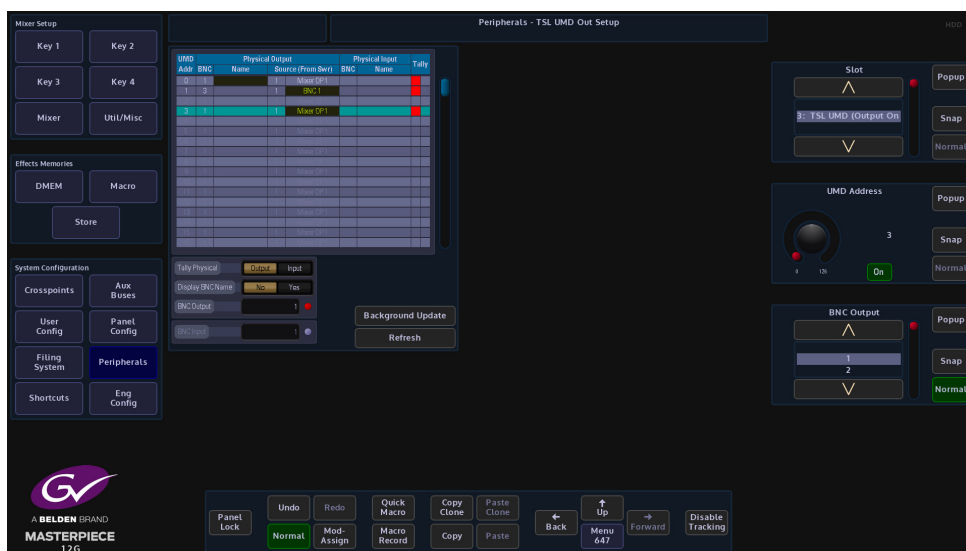 Mixer Setup
Key 1
Key 2
Key 3
Key 4
Mixer
Util/Misc
Effects Memories
DMEM
Macro
Store
System Configuration
Crosspoints
Aux
Buses
User
Config
Panel
Config
Filing
System
Peripherals
Shortcuts
Eng
Config
GV
A BELDEN BRAND
MASTERPIECE
12G
Peripherals - TSL UMD Out Setup
HDD
UMD Physical Output Physical Input Tally
Addr BNC Name Source (From Swr) BNC Name
0 1 1 Mixer OP1
1 3 1 BNC 1
3 1 1 Mixer OP1
Tally Physical Output Input
Display BNC Name No Yes
BNC Output 1
BNC Input 1
Background Update
Refresh
Slot
3: TSL UMD (Output On
Popup
Snap
Normal
UMD Address
3
0 126
On
Popup
Snap
Normal
BNC Output
1
2
Popup
Snap
Normal
Panel
Lock
Undo
Redo
Normal
Mod-
Assign
Quick
Macro
Macro
Record
Copy
Clone
Paste
Clone
Copy
Paste
Back
Up
Menu
647
Forward
Disable
Tracking